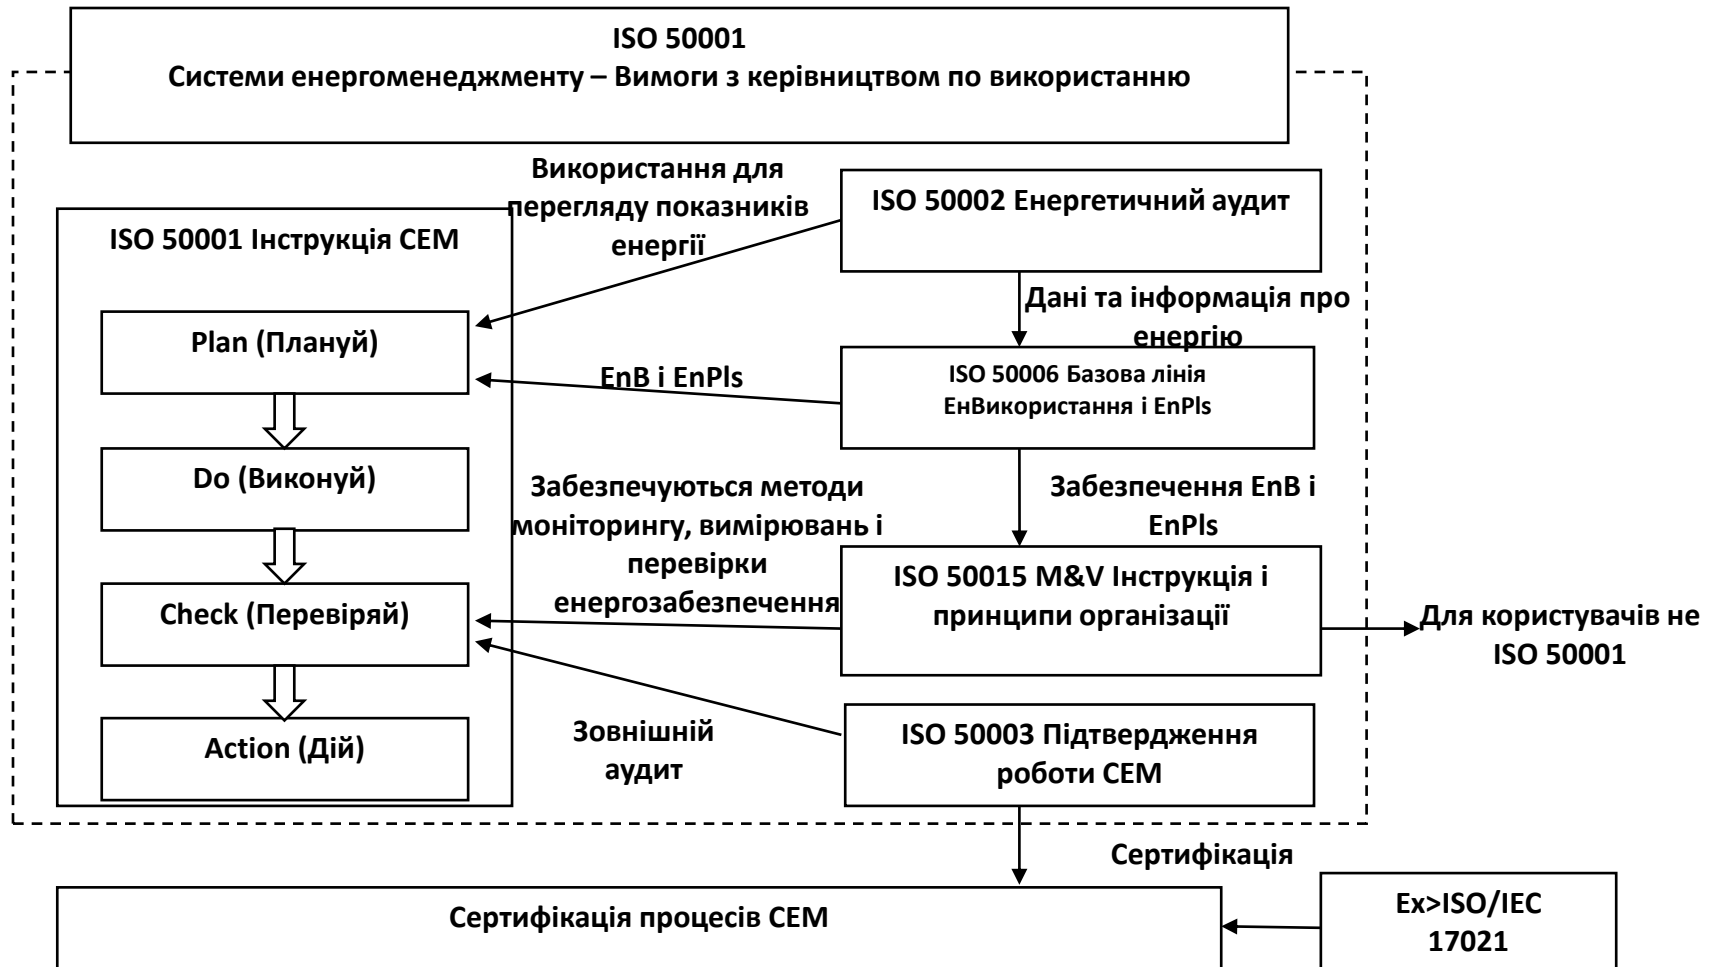 ISO 50001
Системи енергоменеджменту – Вимоги з керівництвом по використанню
Використання для
перегляду показників
енергії
ISO 50002 Енергетичний аудит
ISO 50001 Інструкція СЕМ
Дані та інформація про
енергію
Plan (Плануй)
EnB і EnPls
ISO 50006 Базова лінія
ЕнВикористання і EnPls
Do (Виконуй)
Забезпечуються методи
моніторингу, вимірювань і
перевірки
енергозабезпечення
Забезпечення EnB і
EnPls
ISO 50015 M&V Інструкція і
принципи організації
Check (Перевіряй)
Для користувачів не
ISO 50001
Зовнішній
аудит
ISO 50003 Підтвердження
роботи СЕМ
Action (Дій)
Сертифікація
Сертифікація процесів СЕМ
Ex>ISO/IEC
17021